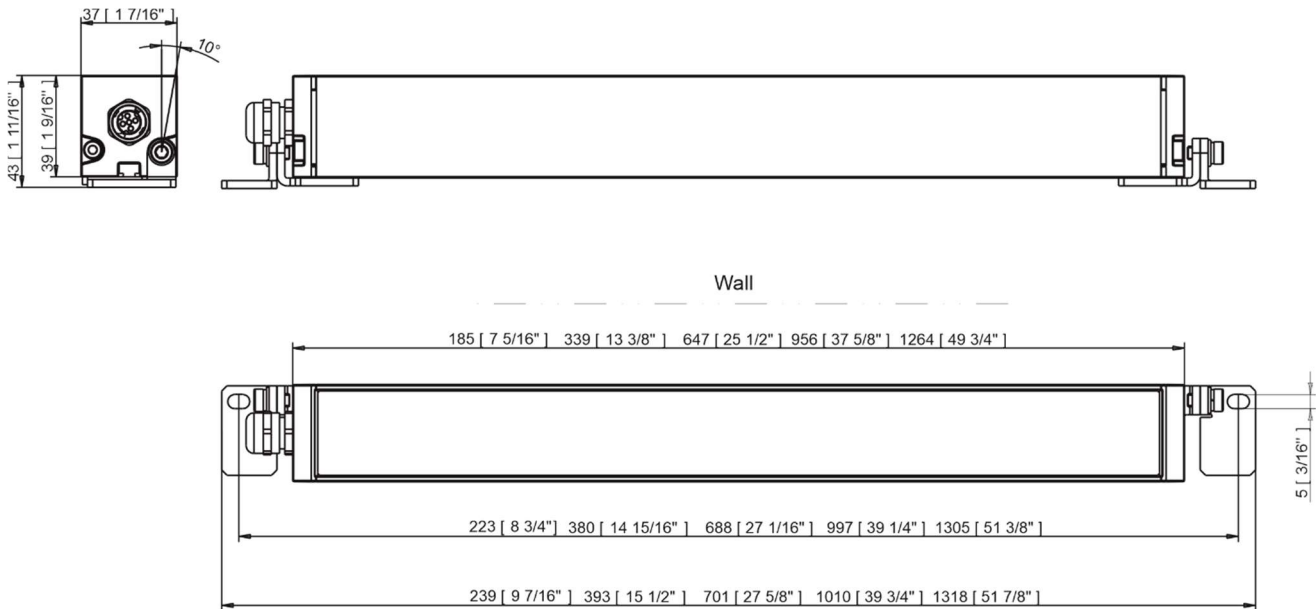 37 [ 1 7/16" ]
10°
43 [ 1 11/16" ]
39 [ 1 9/16" ]
Wall
185 [ 7 5/16" ] 339 [ 13 3/8" ] 647 [ 25 1/2" ] 956 [ 37 5/8" ] 1264 [ 49 3/4" ]
5 [ 3/16" ]
223 [ 8 3/4" ] 380 [ 14 15/16" ] 688 [ 27 1/16" ] 997 [ 39 1/4" ] 1305 [ 51 3/8" ]
239 [ 9 7/16" ] 393 [ 15 1/2" ] 701 [ 27 5/8" ] 1010 [ 39 3/4" ] 1318 [ 51 7/8" ]